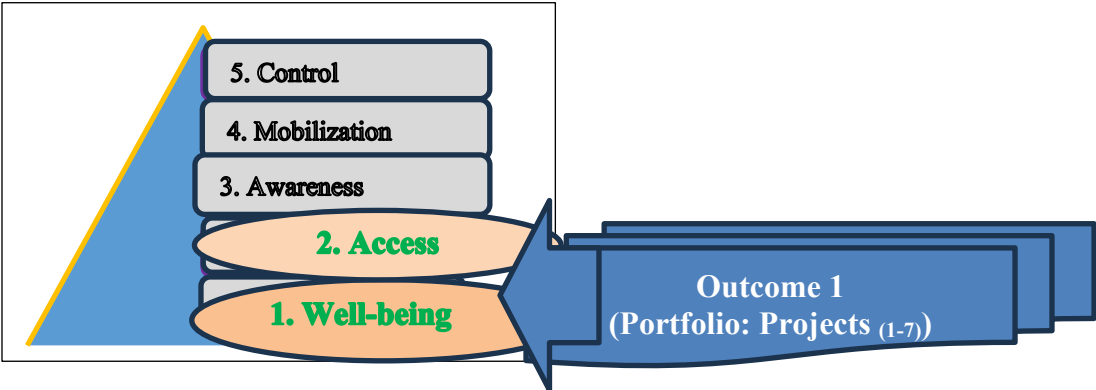 5. Control
4. Mobilization
3. Awareness
2. Access
1. Well-being
Outcome 1
(Portfolio: Projects (1-7))